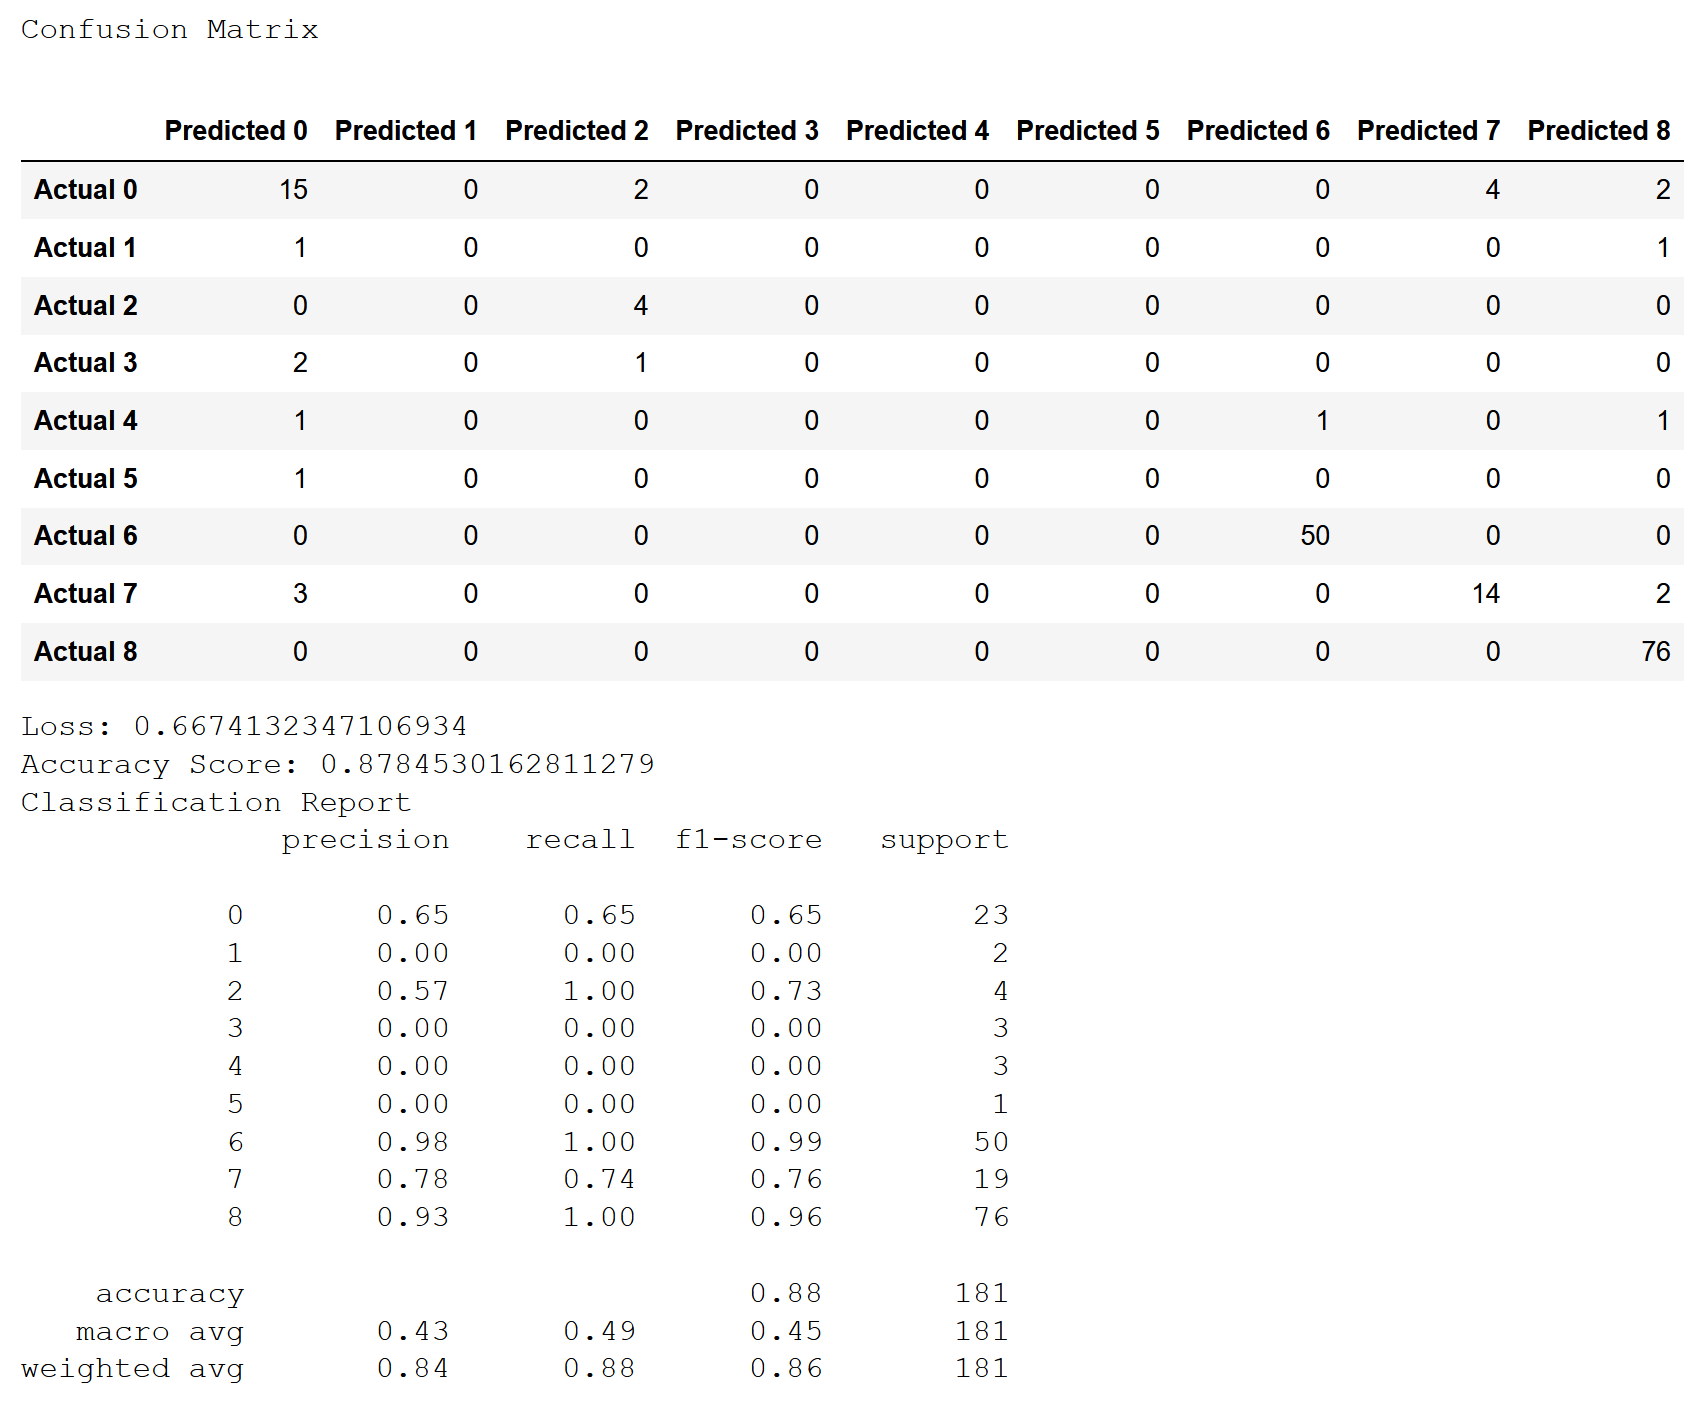 Confusion Matrix
Predicted 0 Predicted 1 Predicted 2 Predicted 3 Predicted 4 Predicted 5 Predicted 6 Predicted 7 Predicted 8
Actual 0 15 0 2 0 0 0 0 4 2
Actual 1 1 0 0 0 0 0 0 0 1
Actual 2 0 0 4 0 0 0 0 0 0
Actual 3 2 0 1 0 0 0 0 0 0
Actual 4 1 0 0 0 0 0 1 0 1
Actual 5 1 0 0 0 0 0 0 0 0
Actual 6 0 0 0 0 0 0 50 0 0
Actual 7 3 0 0 0 0 0 0 14 2
Actual 8 0 0 0 0 0 0 0 0 76
Loss: 0.6674132347106934
Accuracy Score: 0.8784530162811279
Classification Report
precision recall f1-score support
0 0.65 0.65 0.65 23
1 0.00 0.00 0.00 2
2 0.57 1.00 0.73 4
3 0.00 0.00 0.00 3
4 0.00 0.00 0.00 3
5 0.00 0.00 0.00 1
6 0.98 1.00 0.99 50
7 0.78 0.74 0.76 19
8 0.93 1.00 0.96 76
accuracy 0.88 181
macro avg 0.43 0.49 0.45 181
weighted avg 0.84 0.88 0.86 181